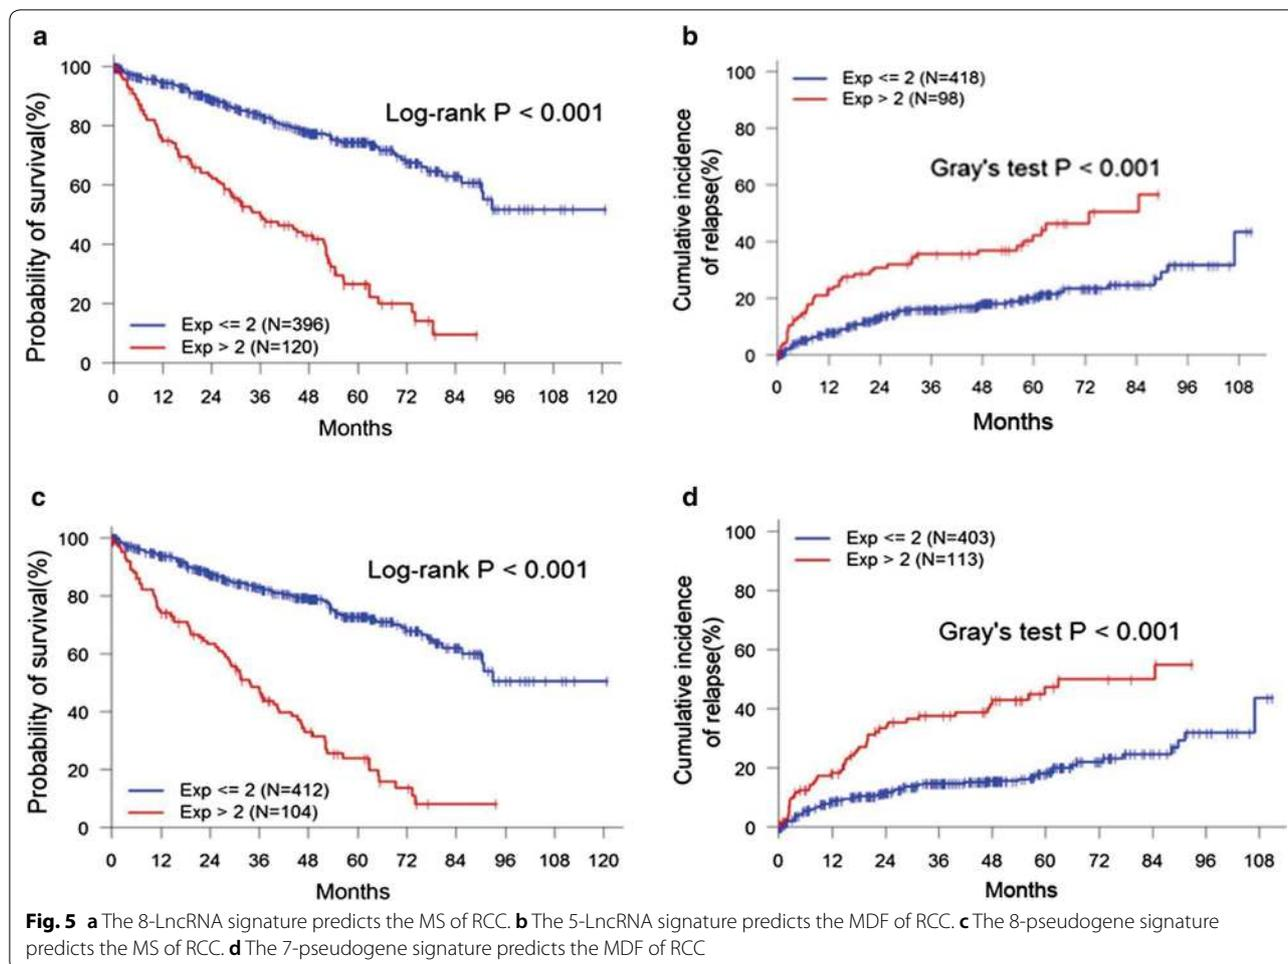 a
Probability of survival(%)
100
80
60
40
20
0
Log-rank P < 0.001
Exp <= 2 (N=396)
Exp > 2 (N=120)
0 12 24 36 48 60 72 84 96 108 120
Months
b
Cumulative incidence
of relapse(%)
100
80
60
40
20
0
Exp <= 2 (N=418)
Exp > 2 (N=98)
Gray's test P < 0.001
0 12 24 36 48 60 72 84 96 108
Months
c
Probability of survival(%)
100
80
60
40
20
0
Log-rank P < 0.001
Exp <= 2 (N=412)
Exp > 2 (N=104)
0 12 24 36 48 60 72 84 96 108 120
Months
d
Cumulative incidence
of relapse(%)
100
80
60
40
20
0
Exp <= 2 (N=403)
Exp > 2 (N=113)
Gray's test P < 0.001
0 12 24 36 48 60 72 84 96 108
Months
Fig. 5 a The 8-LncRNA signature predicts the MS of RCC. b The 5-LncRNA signature predicts the MDF of RCC. c The 8-pseudogene signature
predicts the MS of RCC. d The 7-pseudogene signature predicts the MDF of RCC